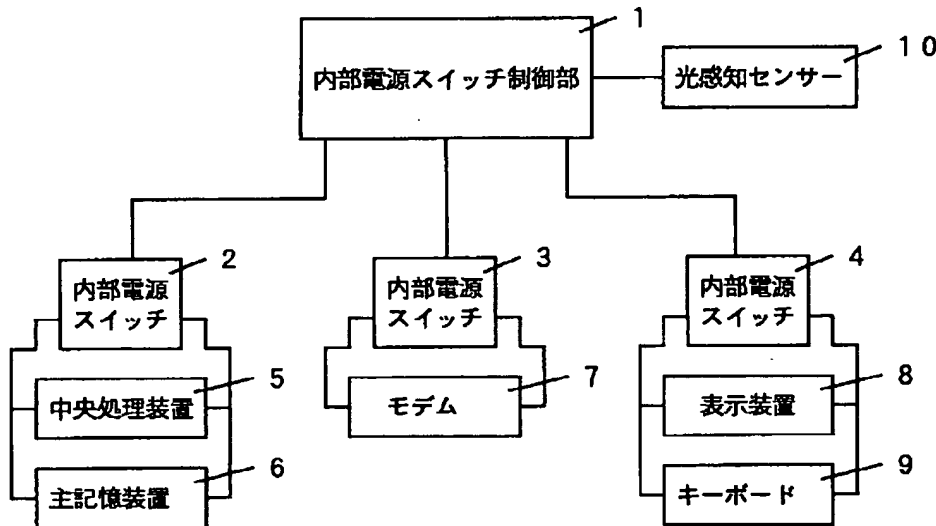 1
内部電源スイッチ制御部
10
光感知センサー
2
内部電源
スイッチ
3
内部電源
スイッチ
4
内部電源
スイッチ
5
中央処理装置
7
モデム
8
表示装置
6
主記憶装置
9
キーボード